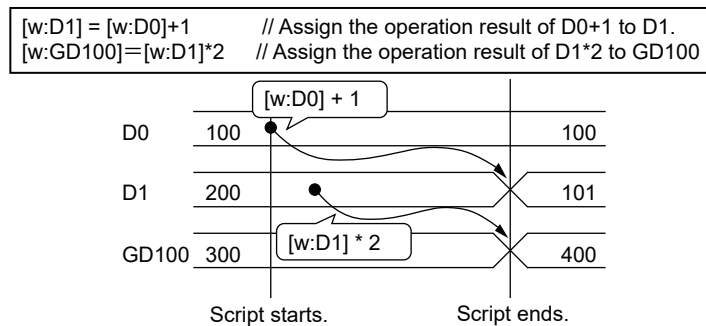 [w:D1] = [w:D0]+1 // Assign the operation result of D0+1 to D1.
[w:GD100]＝[w:D1]*2 // Assign the operation result of D1*2 to GD100
[w:D0] + 1
D0 100 100
D1 200 101
[w:D1] * 2
GD100 300 400
Script starts. Script ends.